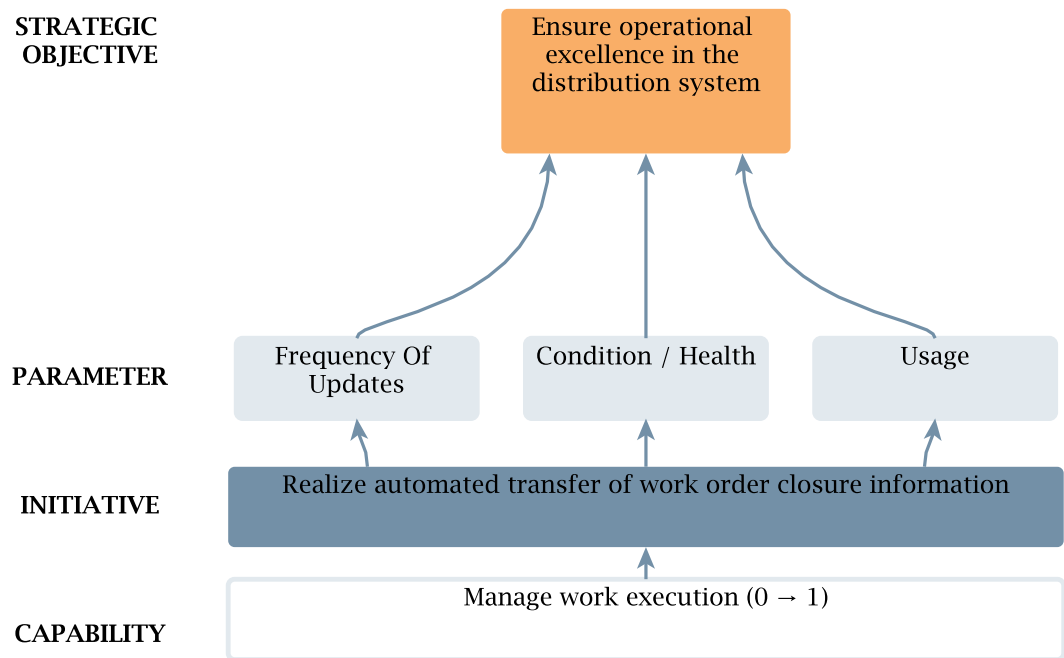 STRATEGIC
OBJECTIVE
Ensure operational
excellence in the
distribution system
PARAMETER
Frequency Of
Updates
Condition / Health
Usage
INITIATIVE
Realize automated transfer of work order closure information
CAPABILITY
Manage work execution (0 → 1)